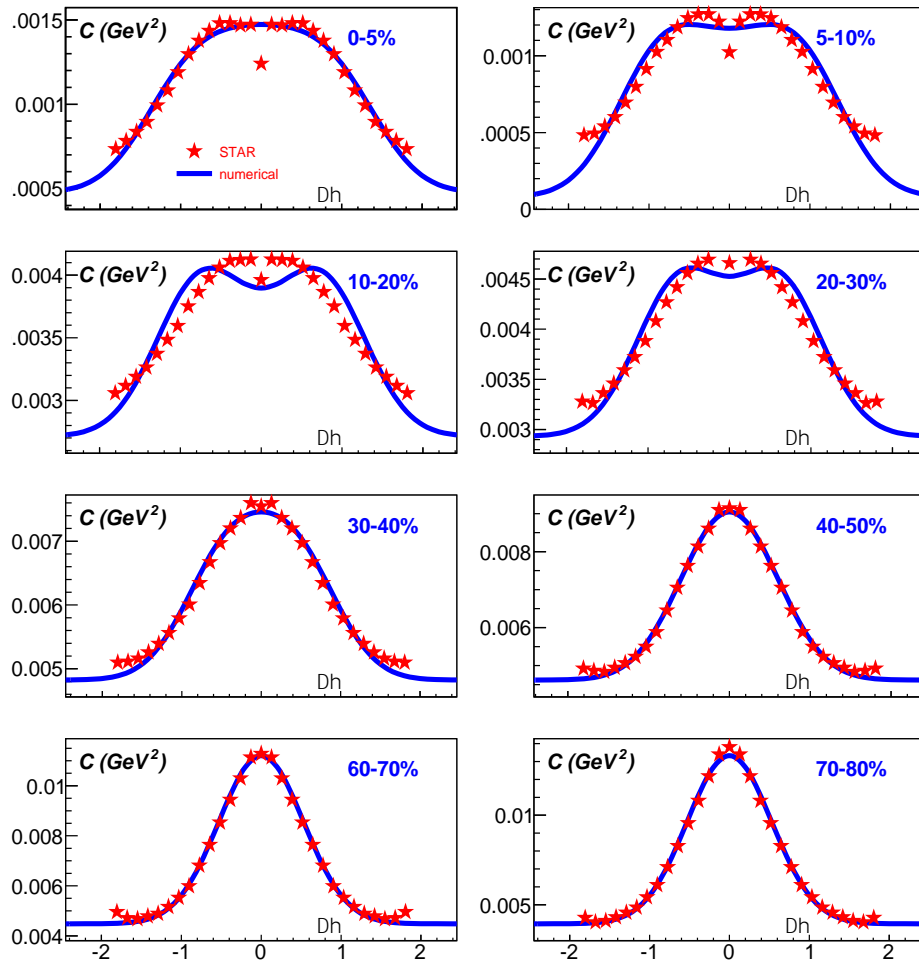 C (GeV²)
0-5%
0.0015
0.001
.0005
STAR
numerical
Dh
C (GeV²)
5-10%
0.001
.0005
0
Dh
C (GeV²)
10-20%
0.004
.0035
0.003
Dh
C (GeV²)
20-30%
.0045
0.004
.0035
0.003
Dh
C (GeV²)
30-40%
0.007
0.006
0.005
Dh
C (GeV²)
40-50%
0.008
0.006
Dh
C (GeV²)
60-70%
0.01
0.008
0.006
0.004
Dh
-2 -1 0 1 2
C (GeV²)
70-80%
0.01
0.005
Dh
-2 -1 0 1 2